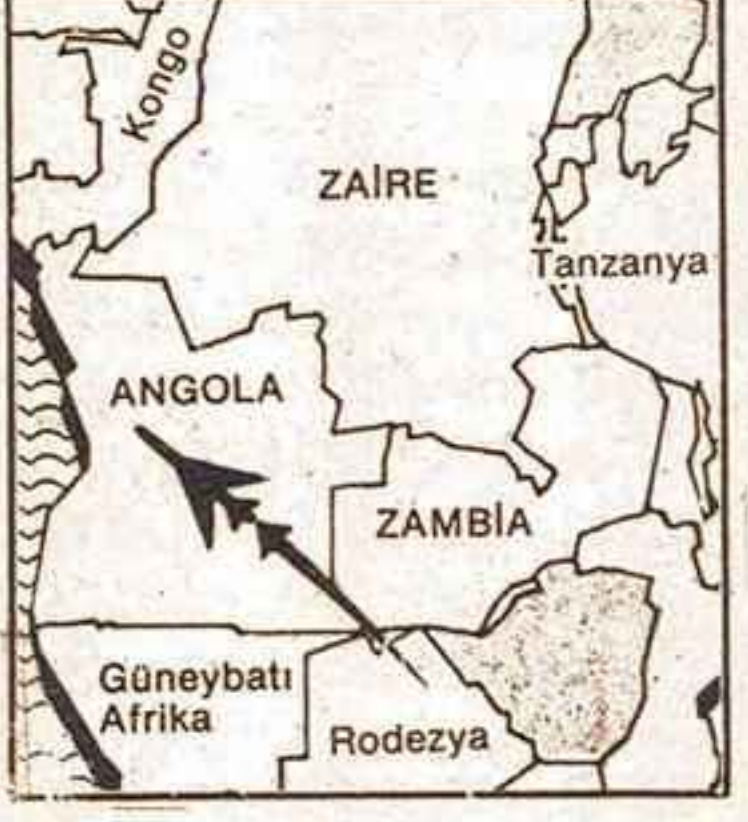 Kongo
ZAİRE
Tanzanya
ANGOLA
ZAMBİA
Güneybatı
Afrika
Rodezya